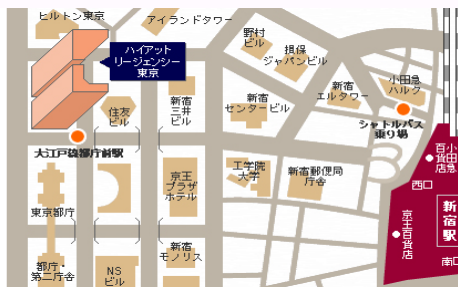 ヒルトン東京
アイランドタワー
ハイアット
リージェンシー
東京
野村
ビル
損保
ジャパンビル
小田急
ハルク
新宿
エルタワー
住友
ビル
新宿
三井
ビル
新宿
センタービル
シャトルバス
乗り場
大江戸線都庁前駅
小田急
百貨店
工学院
大学
新宿郵便局
庁舎
京王
プラザ
ホテル
西口
新宿駅
東京都庁
京王百貨店
都庁・
第二庁舎
NS
ビル
新宿
モノリス
南口